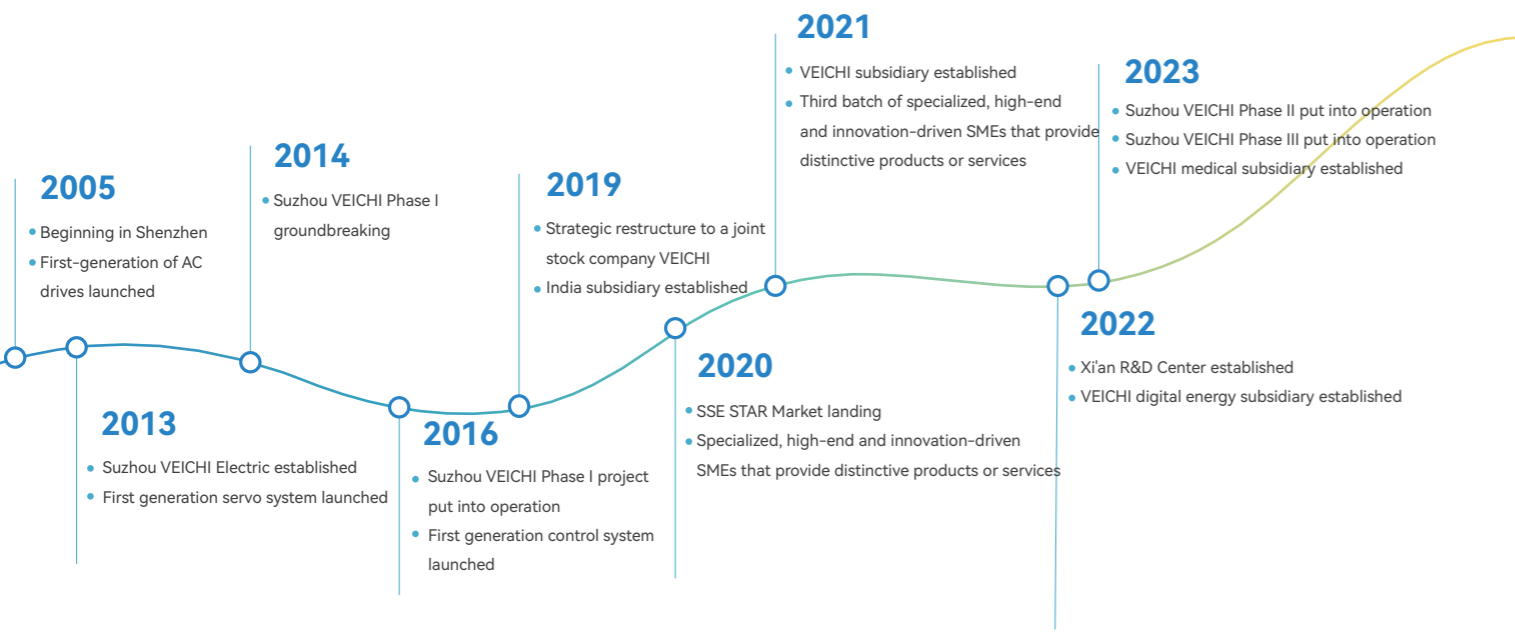 2005
Beginning in Shenzhen
First-generation of AC
drives launched
2013
Suzhou VEICHI Electric established
First generation servo system launched
2014
Suzhou VEICHI Phase I
groundbreaking
2016
Suzhou VEICHI Phase I project
put into operation
First generation control system
launched
2019
Strategic restructure to a joint
stock company VEICHI
India subsidiary established
2020
SSE STAR Market landing
Specialized, high-end and innovation-driven
SMEs that provide distinctive products or services
2021
VEICHI subsidiary established
Third batch of specialized, high-end
and innovation-driven SMEs that provide
distinctive products or services
2022
Xi'an R&D Center established
VEICHI digital energy subsidiary established
2023
Suzhou VEICHI Phase II put into operation
Suzhou VEICHI Phase III put into operation
VEICHI medical subsidiary established